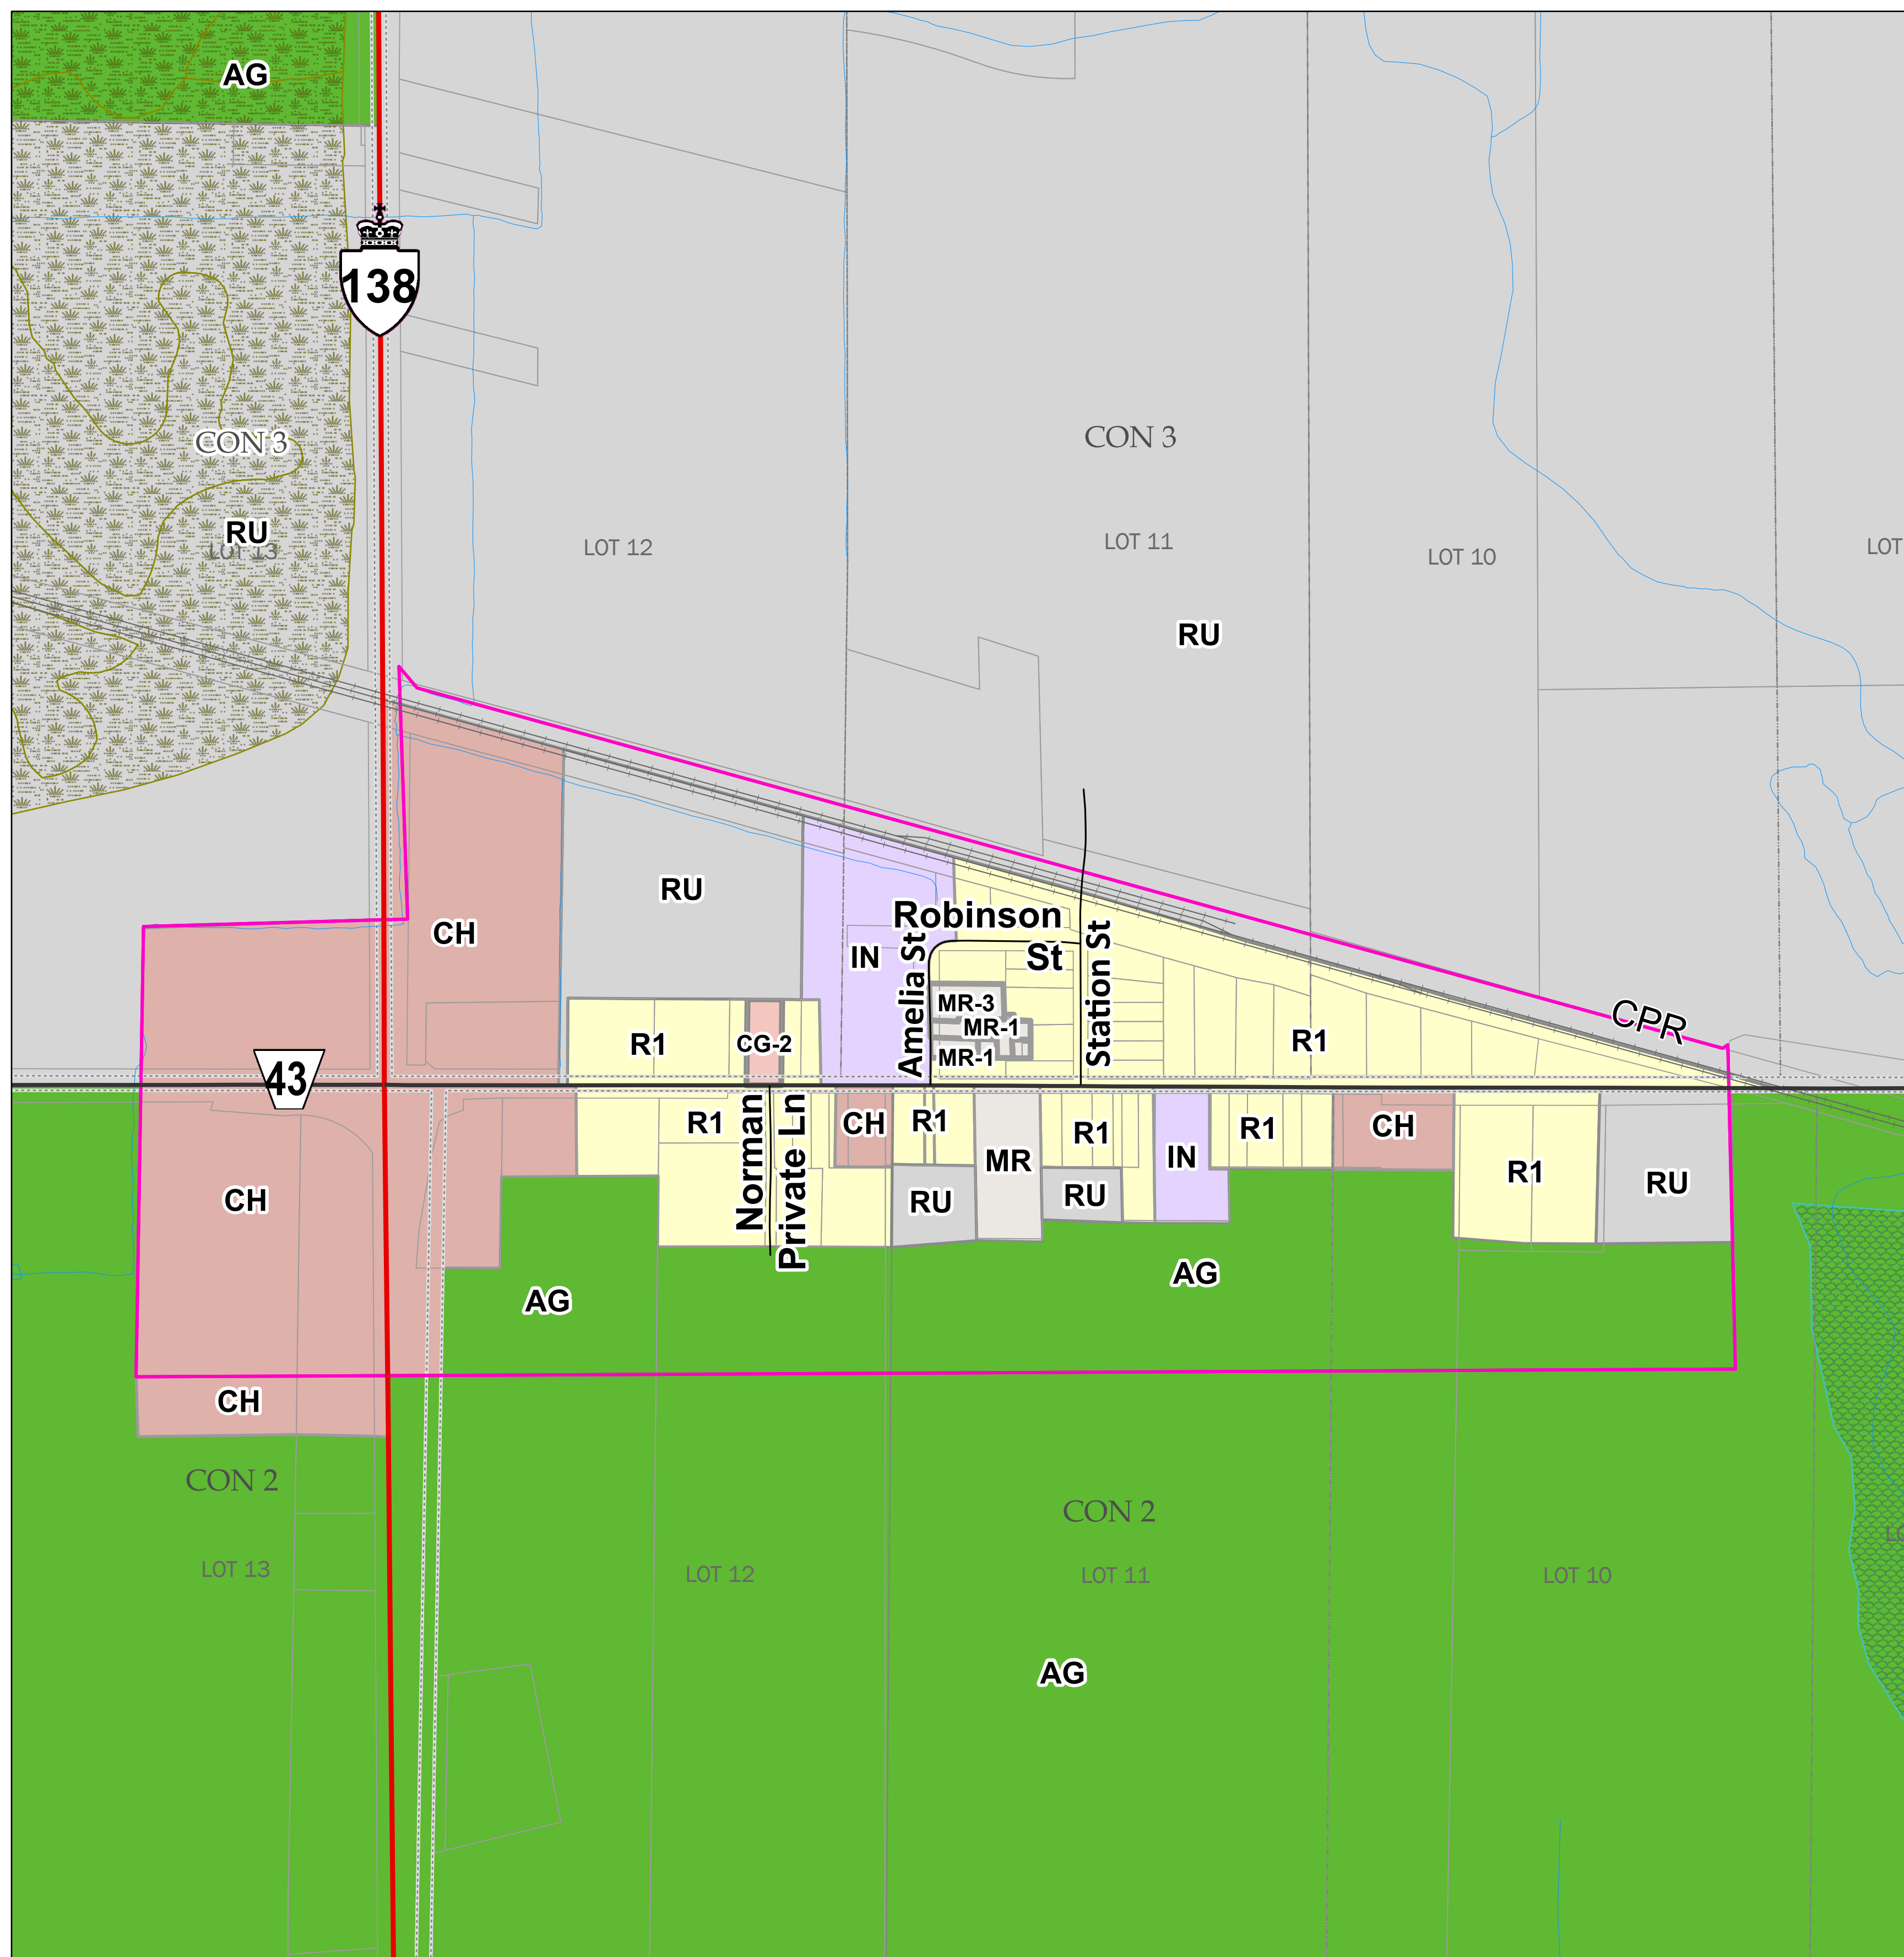 AG
138
CON 3
CON 3
RU
LOT 13
LOT 12
LOT 11
LOT 10
LOT
RU
RU
CH
IN
Robinson
St
Amelia St
Station St
MR-3
MR-1
MR-1
R1
CG-2
R1
CPR
43
R1
Norman
Private Ln
CH
R1
MR
R1
IN
R1
CH
R1
RU
CH
RU
RU
AG
AG
CH
CON 2
CON 2
LOT 13
LOT 12
LOT 11
LOT 10
AG